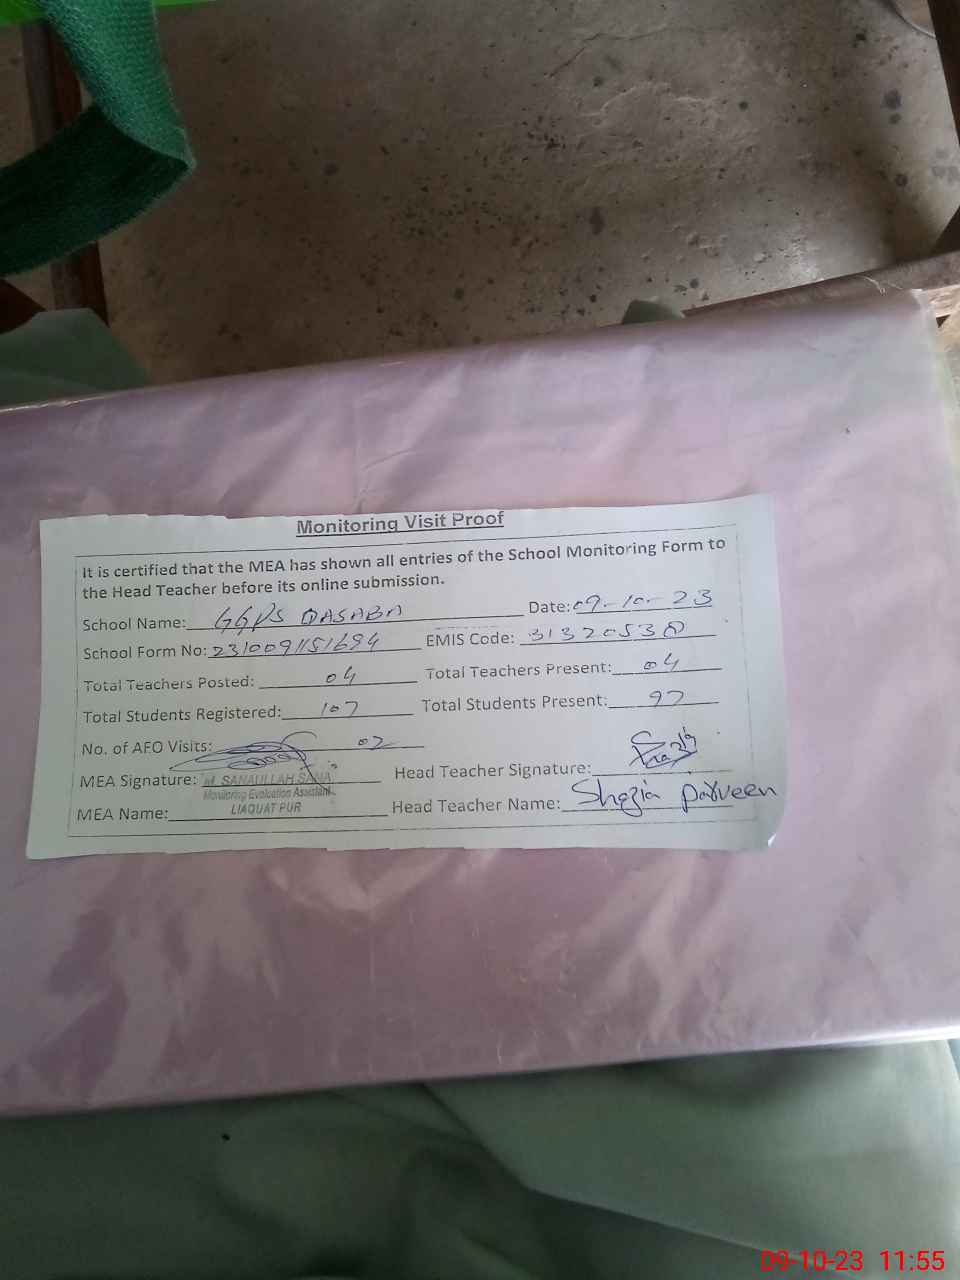 Monitoring Visit Proof
It is certified that the MEA has shown all entries of the School Monitoring Form to
the Head Teacher before its online submission.
School Name: GGPS QASABA Date: 09-10-23
School Form No: 231009151694 EMIS Code: 31320530
Total Teachers Posted: 04 Total Teachers Present: 04
Total Students Registered: 107 Total Students Present: 97
No. of AEO Visits: 02
MEA Signature: M. SANAULLAH SANA Head Teacher Signature:
Monitoring Evaluation Assistant
MEA Name: LIAQUAT PUR Head Teacher Name: Shazia parveen
09-10-23 11:55